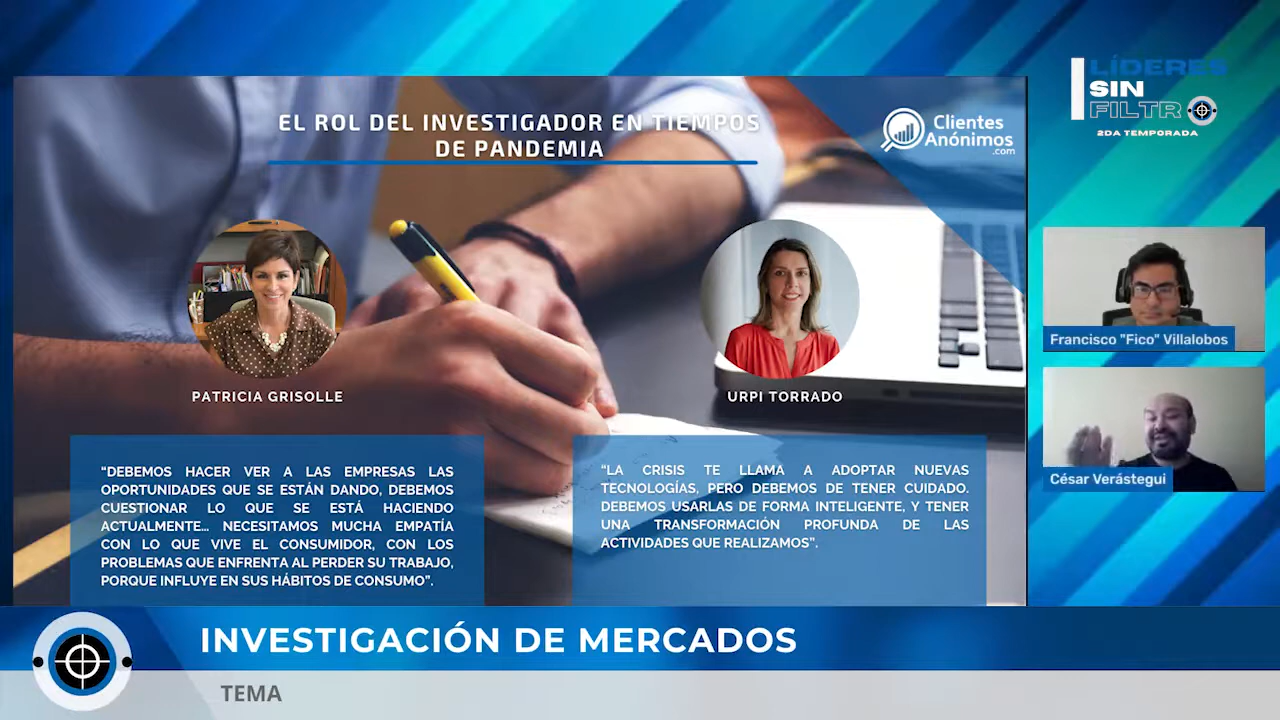 EL ROL DEL INVESTIGADOR EN TIEMPOS
DE PANDEMIA
Clientes
Anónimos
.com
LÍDERES
SIN
FILTR
2DA TEMPORADA
PATRICIA GRISOLLE
URPI TORRADO
“DEBEMOS HACER VER A LAS EMPRESAS LAS
OPORTUNIDADES QUE SE ESTÁN DANDO, DEBEMOS
CUESTIONAR LO QUE SE ESTÁ HACIENDO
ACTUALMENTE... NECESITAMOS MUCHA EMPATÍA
CON LO QUE VIVE EL CONSUMIDOR, CON LOS
PROBLEMAS QUE ENFRENTA AL PERDER SU TRABAJO,
PORQUE INFLUYE EN SUS HÁBITOS DE CONSUMO”.
“LA CRISIS TE LLAMA A ADOPTAR NUEVAS
TECNOLOGÍAS, PERO DEBEMOS DE TENER CUIDADO.
DEBEMOS USARLAS DE FORMA INTELIGENTE, Y TENER
UNA TRANSFORMACIÓN PROFUNDA DE LAS
ACTIVIDADES QUE REALIZAMOS”.
Francisco "Fico" Villalobos
César Verástegui
INVESTIGACIÓN DE MERCADOS
TEMA